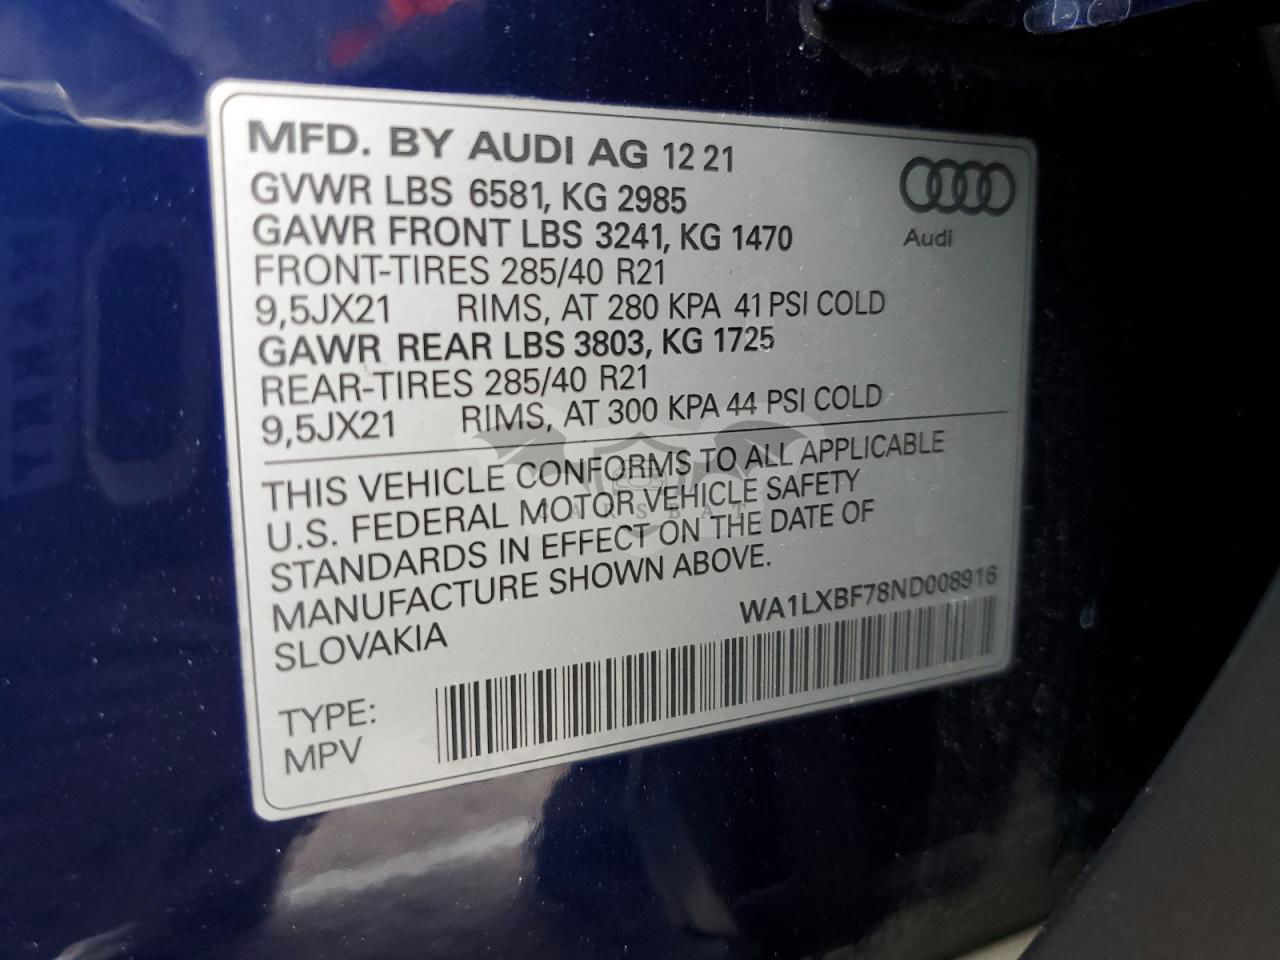 MFD. BY AUDI AG 12 21
GVWR LBS 6581, KG 2985
GAWR FRONT LBS 3241, KG 1470
FRONT-TIRES 285/40 R21
9,5JX21 RIMS, AT 280 KPA 41 PSI COLD
GAWR REAR LBS 3803, KG 1725
REAR-TIRES 285/40 R21
9,5JX21 RIMS, AT 300 KPA 44 PSI COLD
Audi
THIS VEHICLE CONFORMS TO ALL APPLICABLE
U.S. FEDERAL MOTOR VEHICLE SAFETY
STANDARDS IN EFFECT ON THE DATE OF
MANUFACTURE SHOWN ABOVE.
SLOVAKIA
WA1LXBF78ND008916
TYPE:
MPV